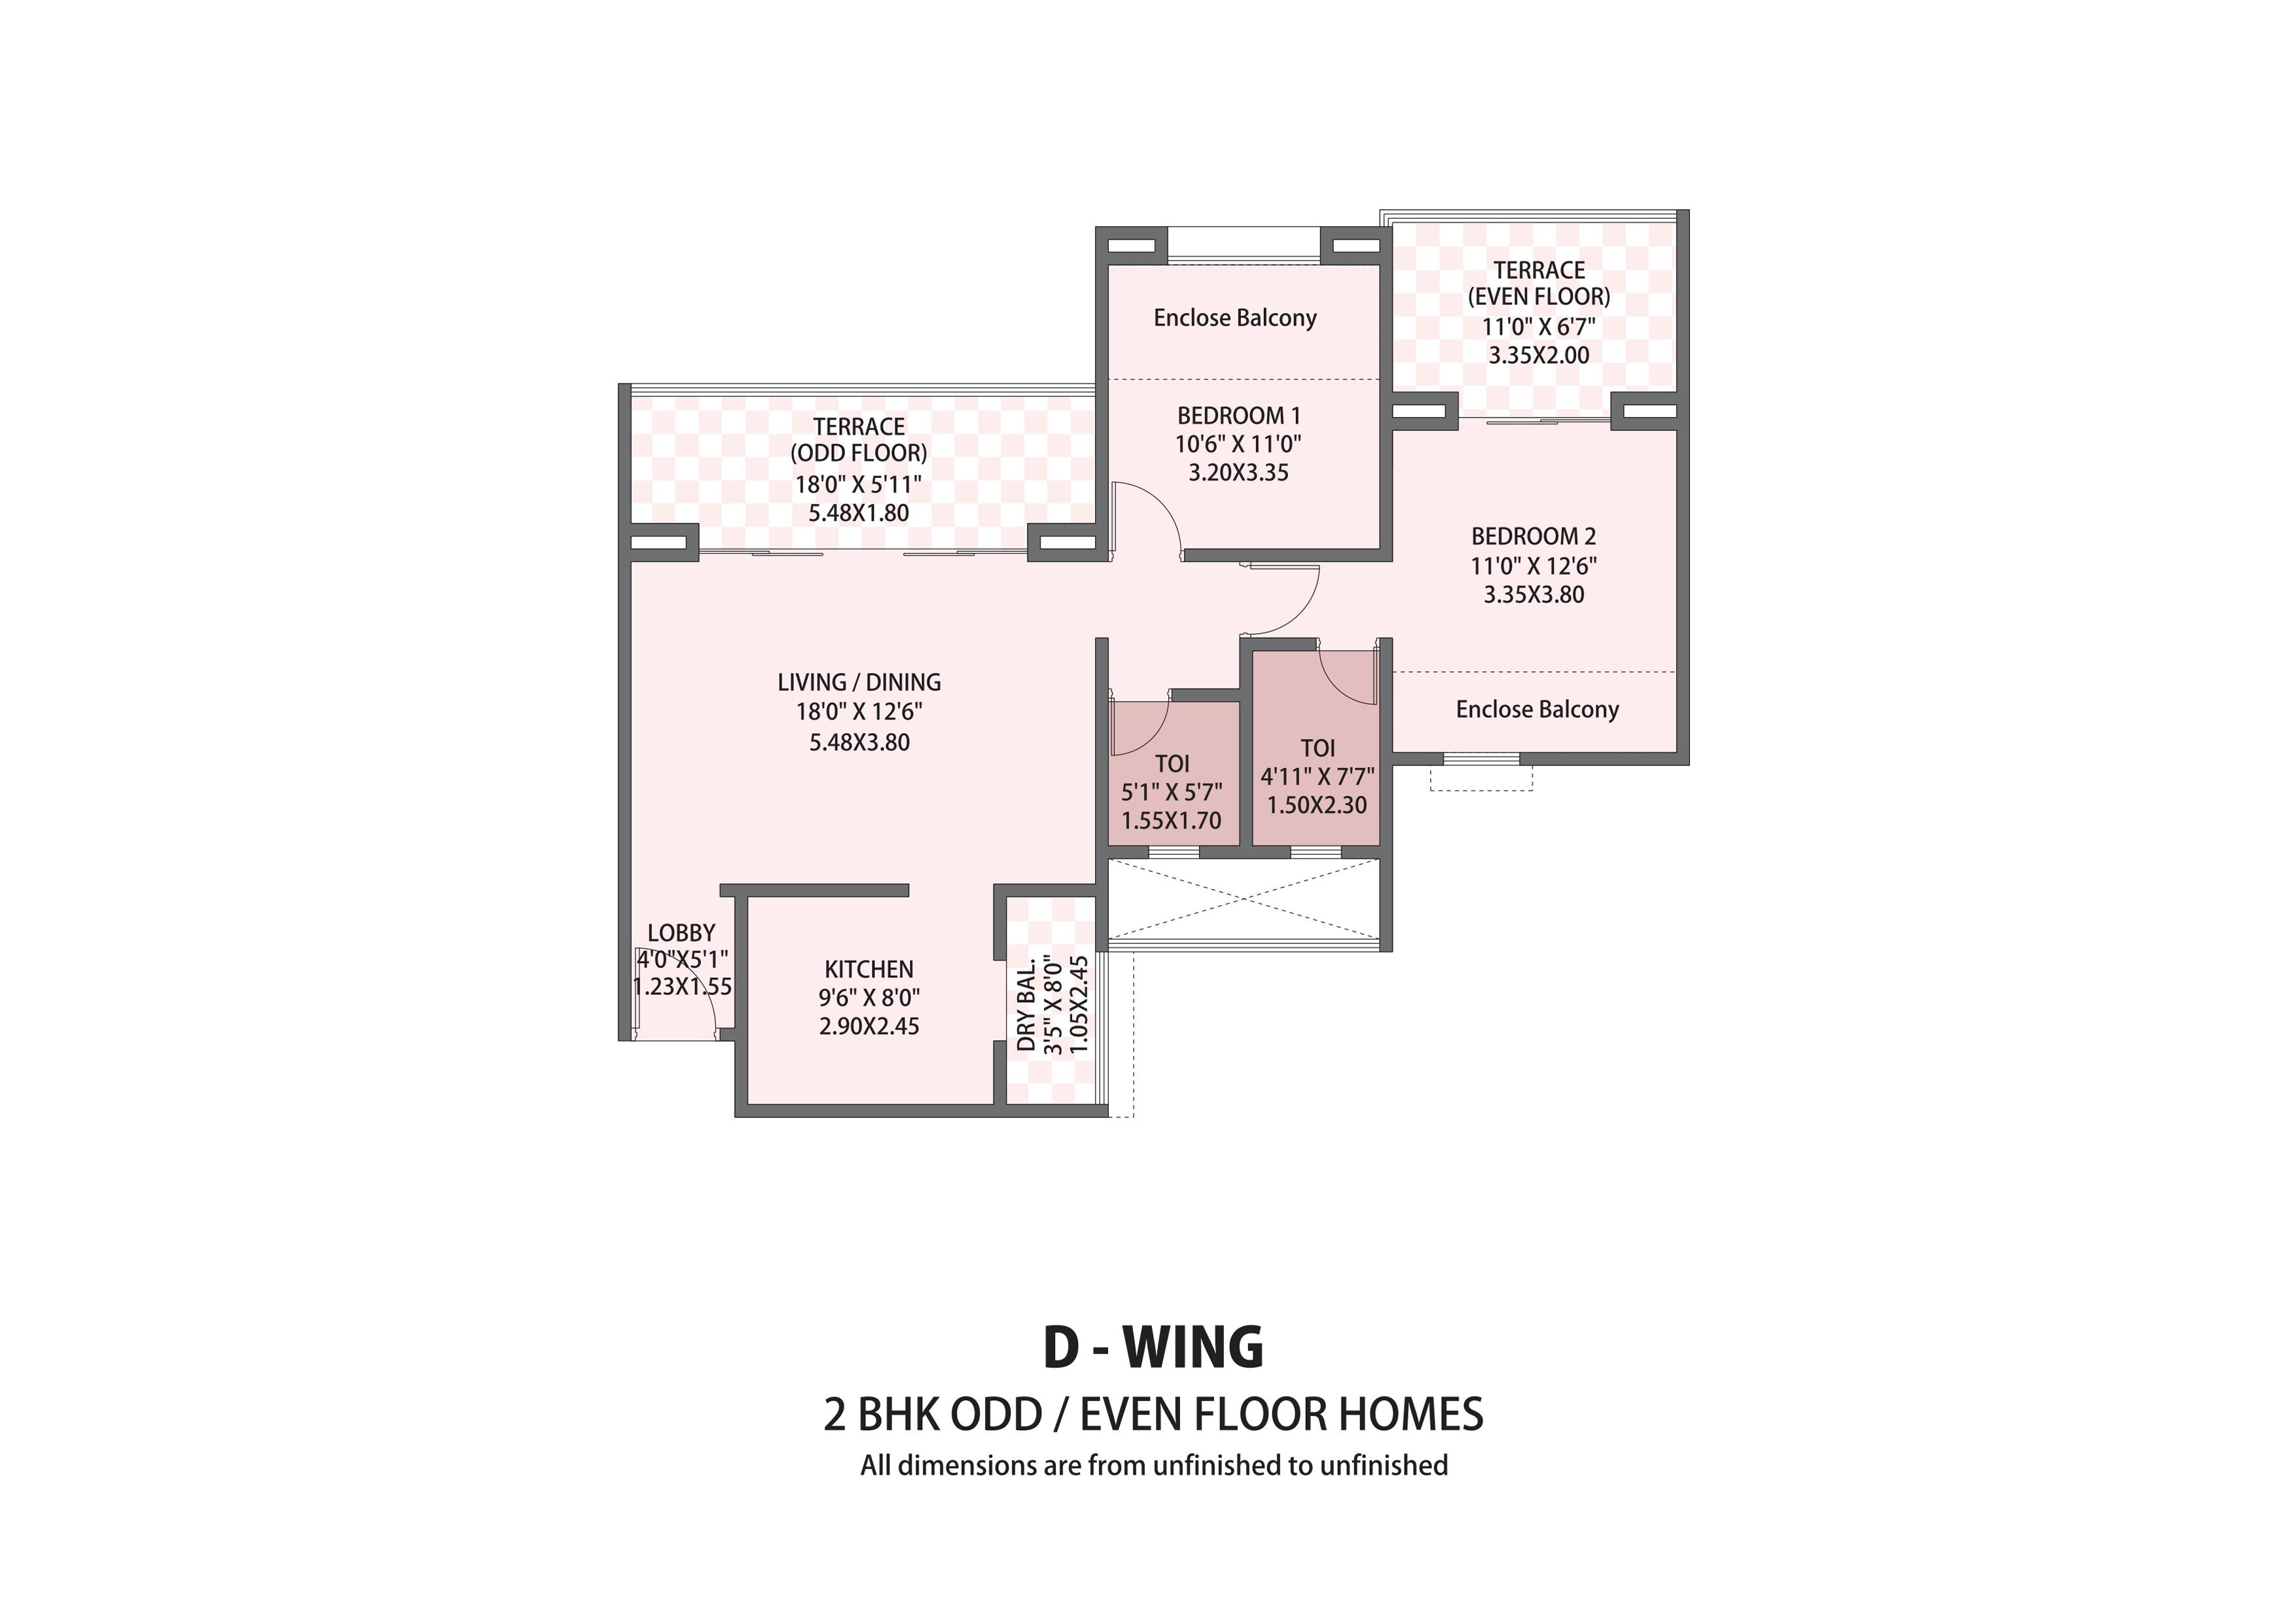 TERRACE
(EVEN FLOOR)
11'0" X 6'7"
3.35X2.00
Enclose Balcony
BEDROOM 1
10'6" X 11'0"
3.20X3.35
TERRACE
(ODD FLOOR)
18'0" X 5'11"
5.48X1.80
BEDROOM 2
11'0" X 12'6"
3.35X3.80
Enclose Balcony
LIVING / DINING
18'0" X 12'6"
5.48X3.80
TOI
5'1" X 5'7"
1.55X1.70
TOI
4'11" X 7'7"
1.50X2.30
LOBBY
4'0"X5'1"
1.23X1.55
KITCHEN
9'6" X 8'0"
2.90X2.45
DRY BAL.
3'5" X 8'0"
1.05X2.45
D - WING
2 BHK ODD / EVEN FLOOR HOMES
All dimensions are from unfinished to unfinished